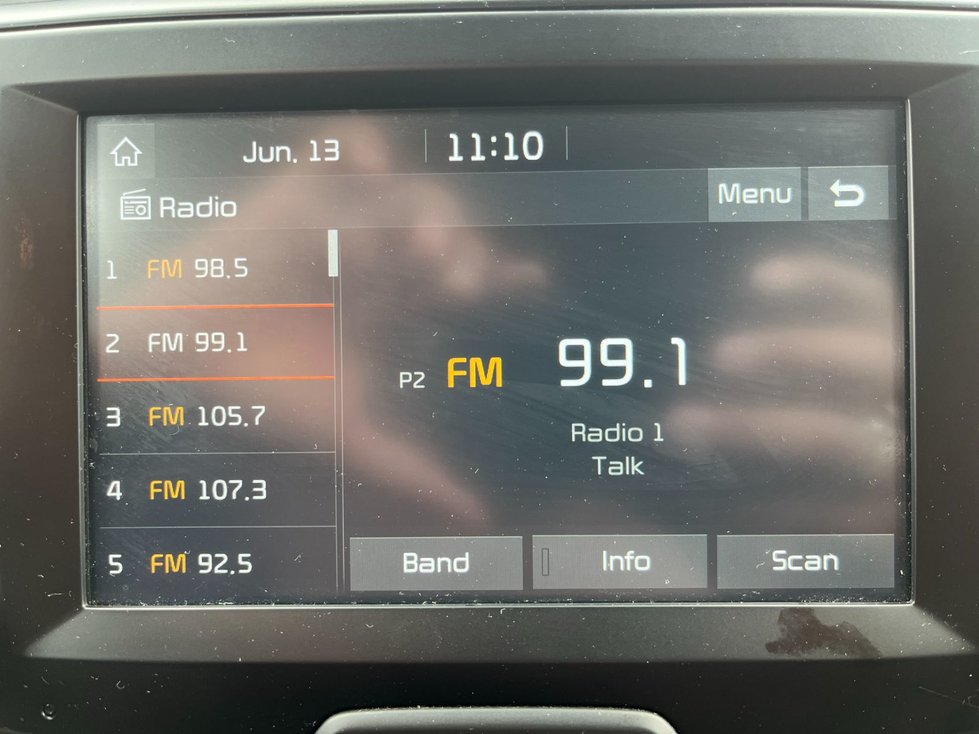 Jun. 13 11:10
Radio Menu
1 FM 98.5
2 FM 99.1
3 FM 105.7
4 FM 107.3
5 FM 92.5
P2 FM 99.1
Radio 1
Talk
Band Info Scan